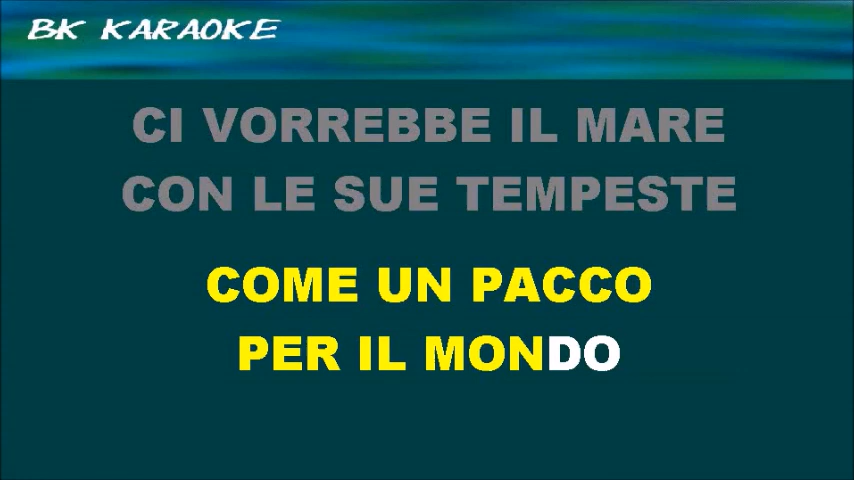 BK KARAOKE
CI VORREBBE IL MARE
CON LE SUE TEMPESTE
COME UN PACCO
PER IL MONDO